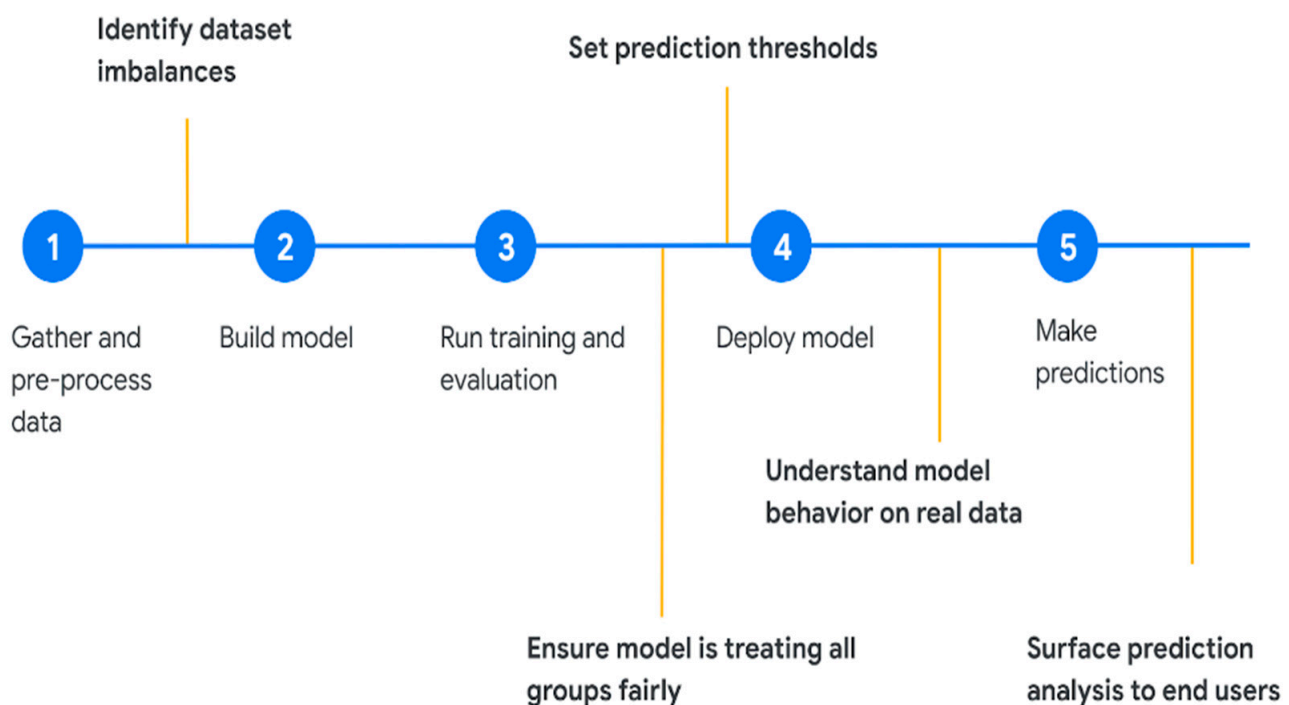 Identify dataset
imbalances
Set prediction thresholds
1
2
3
4
5
Gather and
pre-process
data
Build model
Run training and
evaluation
Deploy model
Make
predictions
Understand model
behavior on real data
Ensure model is treating all
groups fairly
Surface prediction
analysis to end users